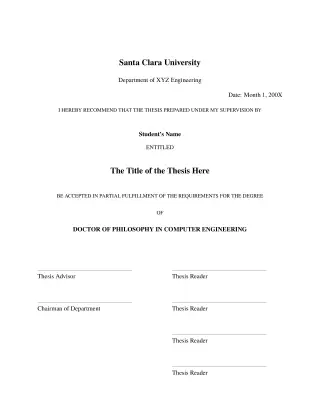 Santa Clara University
Department of XYZ Engineering
Date: Month 1, 200X
I HEREBY RECOMMEND THAT THE THESIS PREPARED UNDER MY SUPERVISION BY
Student's Name
ENTITLED
The Title of the Thesis Here
BE ACCEPTED IN PARTIAL FULFILLMENT OF THE REQUIREMENTS FOR THE DEGREE
OF
DOCTOR OF PHILOSOPHY IN COMPUTER ENGINEERING
Thesis Advisor Thesis Reader
Chairman of Department Thesis Reader
Thesis Reader
Thesis Reader